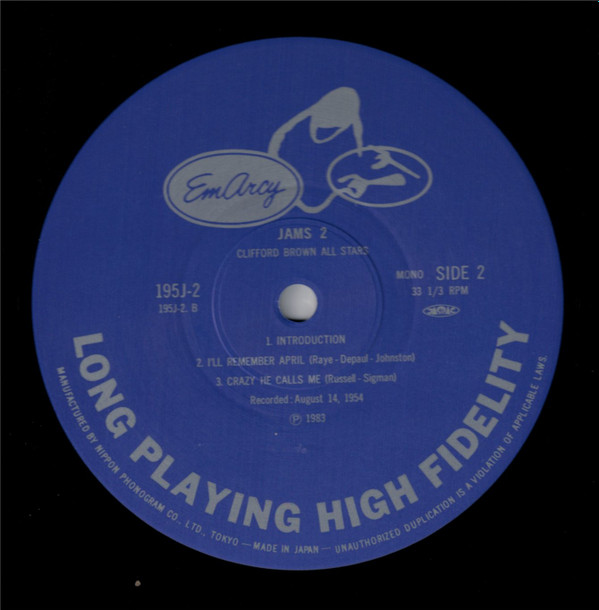 EmArcy
JAMS 2
CLIFFORD BROWN ALL STARS
195J-2
195J-2. B
MONO SIDE 2
33 1/3 RPM
1. INTRODUCTION
2. I'LL REMEMBER APRIL (Raye - Depaul - Johnston)
3. CRAZY HE CALLS ME (Russell - Sigman)
Recorded: August 14, 1954
Ⓟ 1983
LONG PLAYING HIGH FIDELITY
MANUFACTURED BY NIPPON PHONOGRAM CO., LTD., TOKYO — MADE IN JAPAN — UNAUTHORIZED DUPLICATION IS A VIOLATION OF APPLICABLE LAWS.